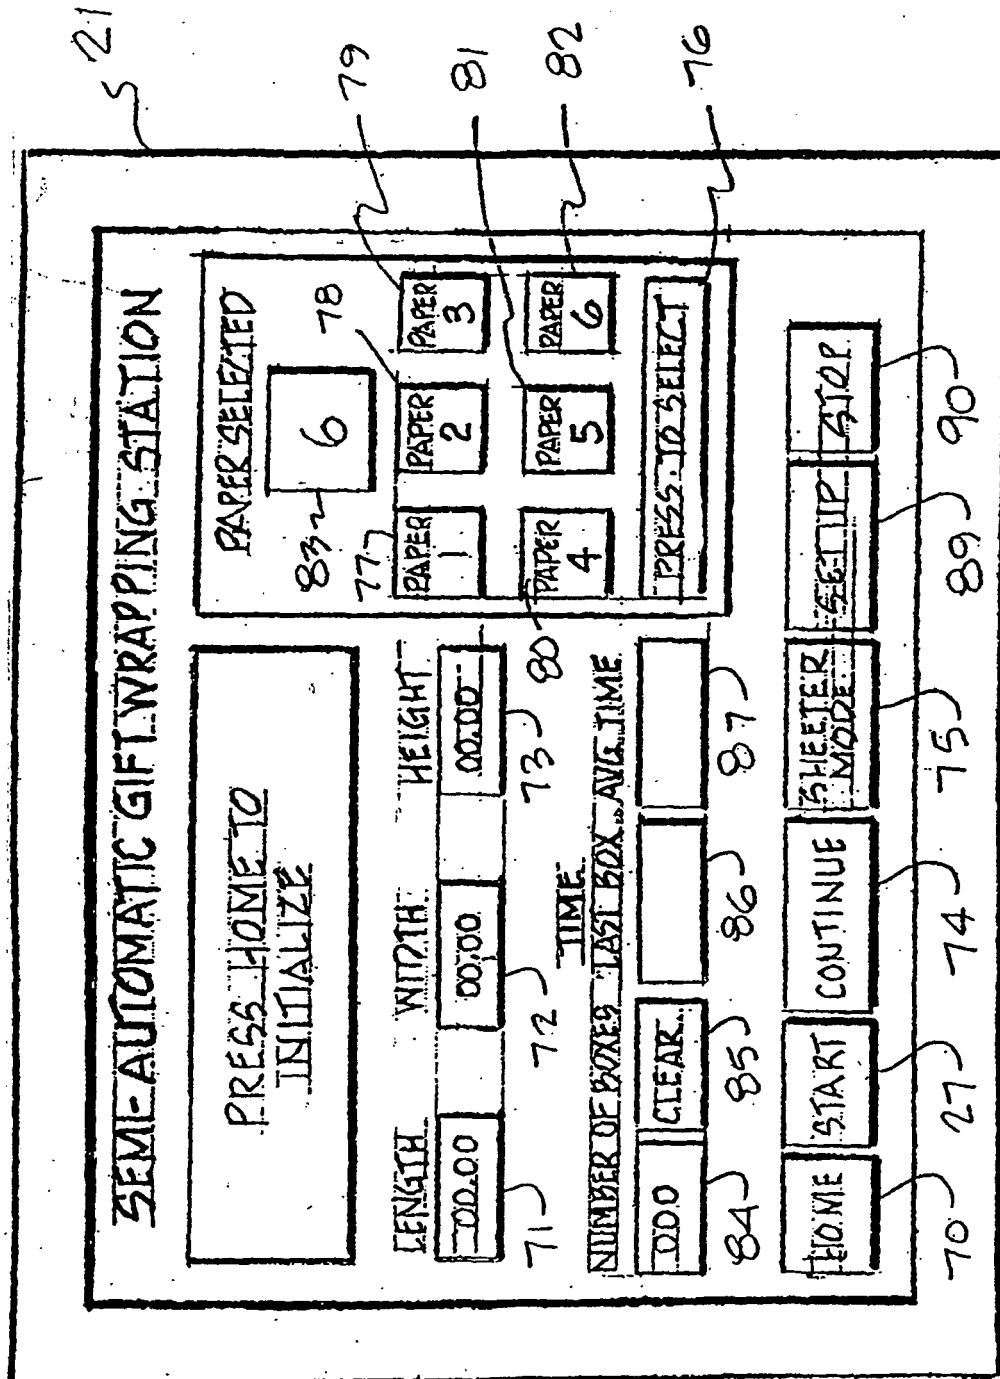 21
SEMI-AUTOMATIC GIFT WRAPPING STATION
PRESS HOME TO
INITIALIZE
PAPER SELECTED
6
83
77
78
79
PAPER 1
PAPER 2
PAPER 3
81
PAPER 4
PAPER 5
PAPER 6
82
80
PRESS TO SELECT
76
LENGTH WIDTH HEIGHT
00.00 00.00 00.00
71 72 73
TIME
NUMBER OF BOXES LAST BOX AVG. TIME
000 CLEAR
84 85 86 87
HOME START CONTINUE SHEETER MODE SETUP STOP
70 27 74 75 89 90